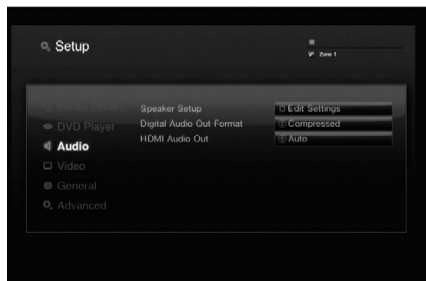 Setup
Zone 1
Media Library
Speaker Setup
Edit Settings
DVD Player
Digital Audio Out Format
Compressed
Audio
HDMI Audio Out
Auto
Video
General
Advanced